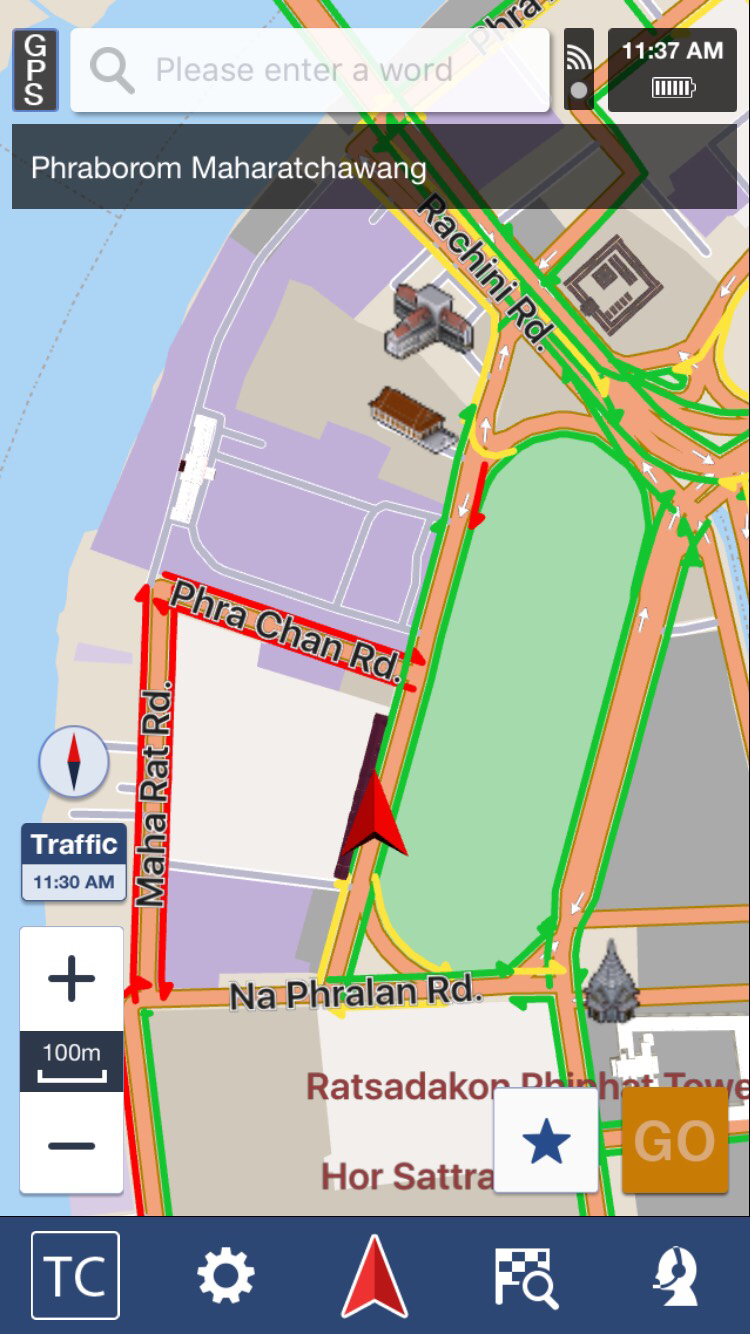 GPS
Please enter a word
11:37 AM
Phra
Phraborom Maharatchawang
Rachini Rd.
Phra Chan Rd.
Maha Rat Rd.
Traffic
11:30 AM
Na Phralan Rd.
100m
Ratsadakon Phiphat Towe
GO
Hor Sattra
TC